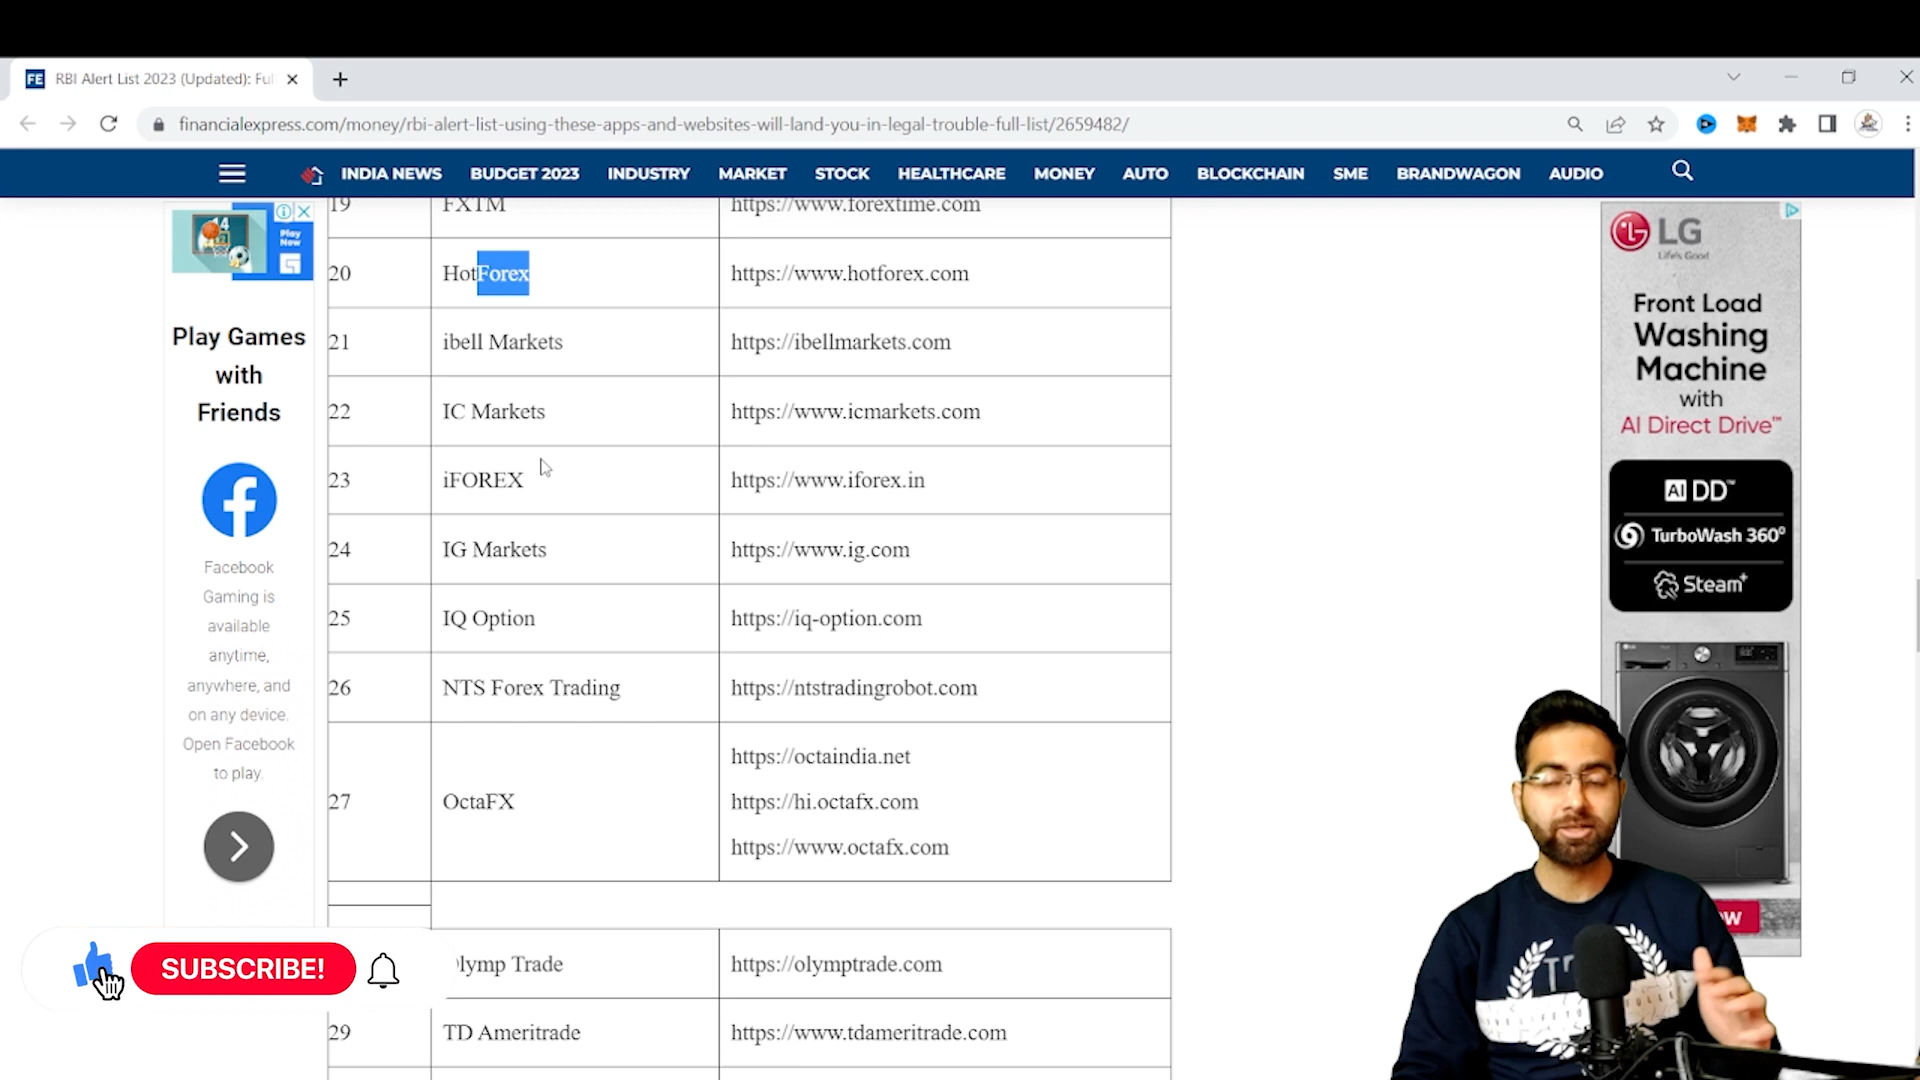 RBI Alert List 2023 (Updated): Ful
financialexpress.com/money/rbi-alert-list-using-these-apps-and-websites-will-land-you-in-legal-trouble-full-list/2659482/
INDIA NEWS BUDGET 2023 INDUSTRY MARKET STOCK HEALTHCARE MONEY AUTO BLOCKCHAIN SME BRANDWAGON AUDIO
19 FXTM https://www.forextime.com
20 HotForex https://www.hotforex.com
21 ibell Markets https://ibellmarkets.com
22 IC Markets https://www.icmarkets.com
23 iFOREX https://www.iforex.in
24 IG Markets https://www.ig.com
25 IQ Option https://iq-option.com
26 NTS Forex Trading https://ntstradingrobot.com
27 OctaFX https://octaindia.net
https://hi.octafx.com
https://www.octafx.com
lymp Trade https://olymptrade.com
29 TD Ameritrade https://www.tdameritrade.com
Play
Now
Play Games
with
Friends
Facebook
Gaming is
available
anytime,
anywhere, and
on any device.
Open Facebook
to play.
SUBSCRIBE!
LG
Life's Good
Front Load
Washing
Machine
with
AI Direct Drive™
AI DD™
TurboWash 360°
Steam+
OW